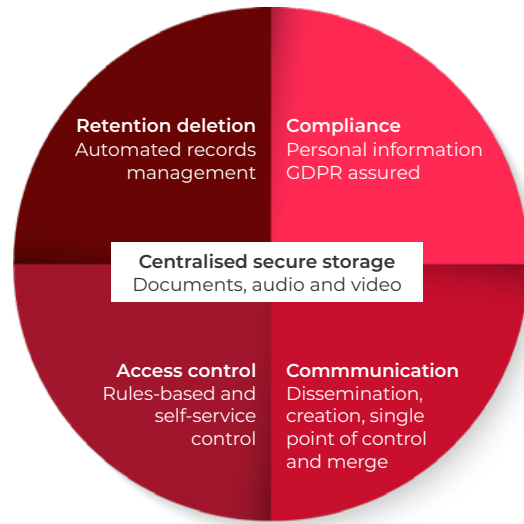 Retention deletion
Automated records
management
Compliance
Personal information
GDPR assured
Centralised secure storage
Documents, audio and video
Access control
Rules-based and
self-service
control
Commmunication
Dissemination,
creation, single
point of control
and merge